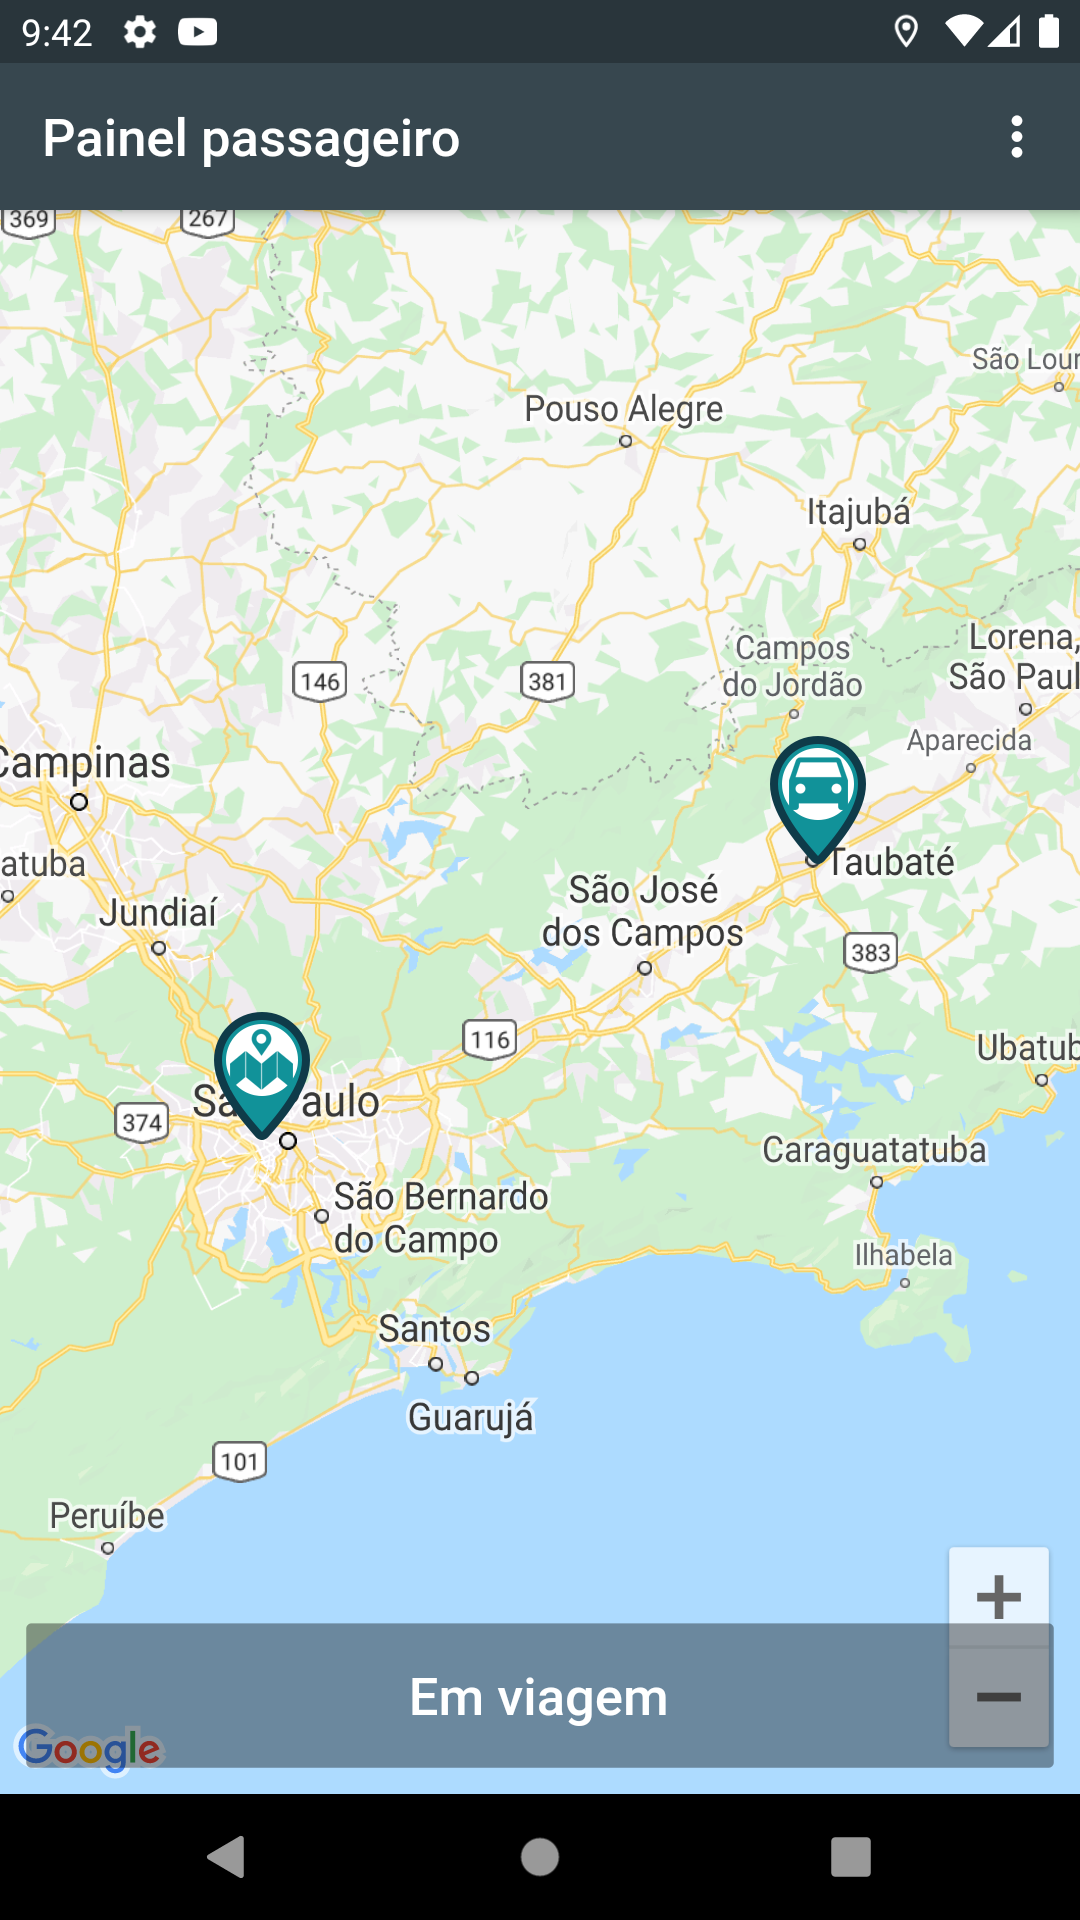 9:42
Painel passageiro
369
267
São Lour
Pouso Alegre
Itajubá
Lorena,
São Paul
Campos
do Jordão
146
381
Aparecida
Campinas
Taubaté
atuba
São José
dos Campos
Jundiaí
383
116
Ubatub
São Paulo
374
Caraguatatuba
São Bernardo
do Campo
Ilhabela
Santos
Guarujá
101
Peruíbe
+
Em viagem
−
Google